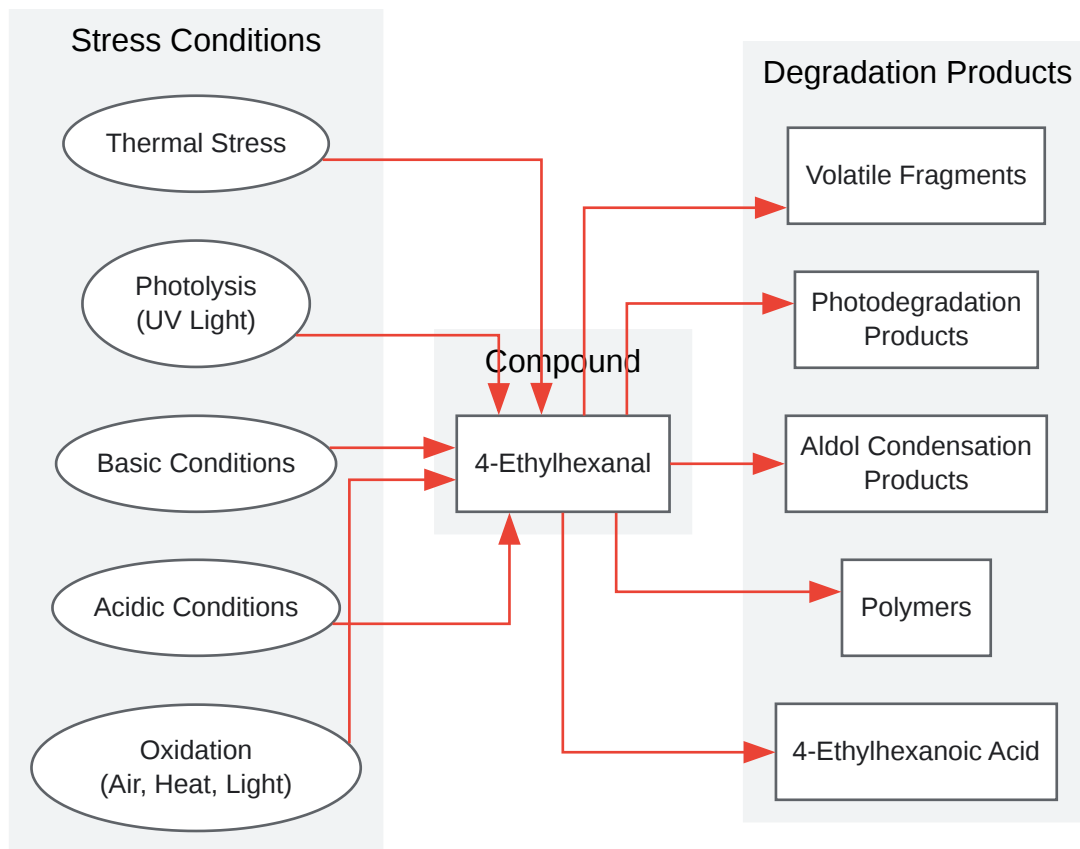 Stress Conditions
Thermal Stress
Photolysis
(UV Light)
Basic Conditions
Acidic Conditions
Oxidation
(Air, Heat, Light)
Compound
4-Ethylhexanal
Degradation Products
Volatile Fragments
Photodegradation
Products
Aldol Condensation
Products
Polymers
4-Ethylhexanoic Acid